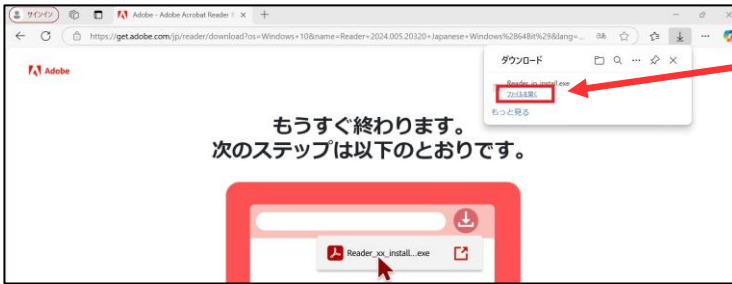 サインイン
Adobe - Adobe Acrobat Reader
https://get.adobe.com/jp/reader/download?os=Windows+10&name=Reader+2024.005.20320+Japanese+Windows%2864Bit%29&lang=...
ダウンロード
Reader_jp_install.exe
ファイルを開く
もっと見る
Adobe
もうすぐ終わります。
次のステップは以下のとおりです。
Reader_xx_install...exe